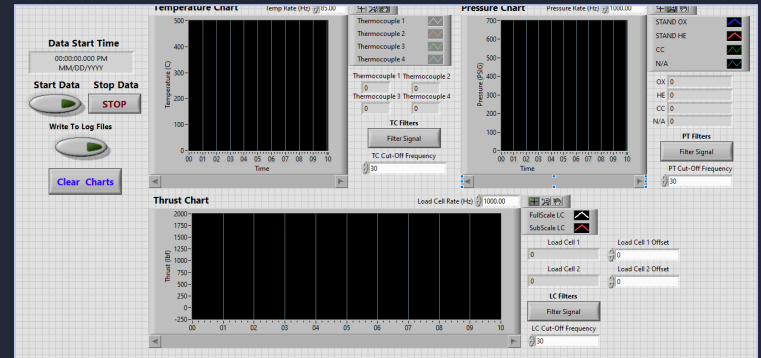 Temperature Chart
Temp Rate (Hz) 85.00
500
400
300
200
100
0
Temperature (C)
00 01 02 03 04 05 06 07 08 09 10
Time
Thermocouple 1
Thermocouple 2
Thermocouple 3
Thermocouple 4
Thermocouple 1 Thermocouple 2
0 0
Thermocouple 3 Thermocouple 4
0 0
TC Filters
Filter Signal
TC Cut-Off Frequency
30
Pressure Chart
Pressure Rate (Hz) 1000.00
700
600
500
400
300
200
100
0
Pressure (PSIG)
00 01 02 03 04 05 06 07 08 09 10
Time
STAND OX
STAND HE
CC
N/A
OX 0
HE 0
CC 0
N/A 0
PT Filters
Filter Signal
PT Cut-Off Frequency
30
Data Start Time
00:00:00.000 PM
MM/DD/YYYY
Start Data Stop Data
STOP
Write To Log Files
Clear Charts
Thrust Chart
Load Cell Rate (Hz) 1000.00
2000
1750
1500
1250
1000
750
500
250
0
-250
Thrust (lbf)
00 01 02 03 04 05 06 07 08 09 10
Time
FullScale LC
SubScale LC
Load Cell 1 Load Cell 1 Offset
0 0
Load Cell 2 Load Cell 2 Offset
0 0
LC Filters
Filter Signal
LC Cut-Off Frequency
30